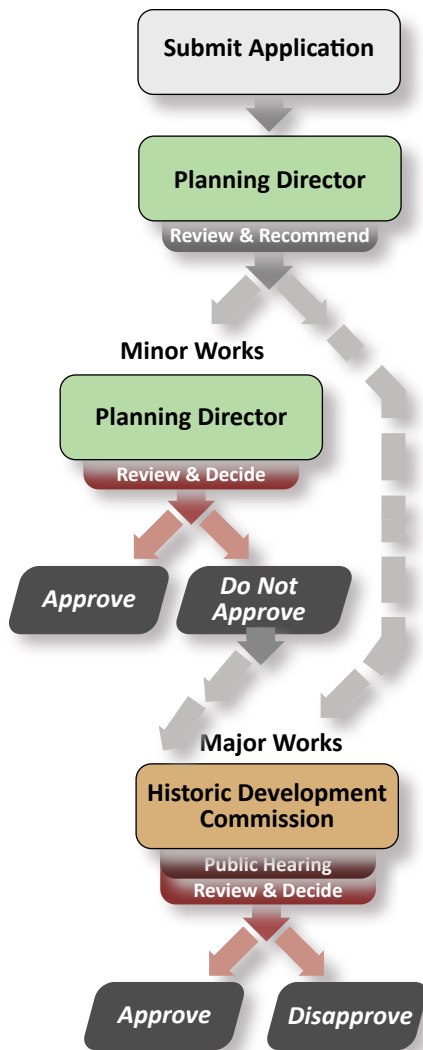 Submit Application
Planning Director
Review & Recommend
Minor Works
Planning Director
Review & Decide
Approve
Do Not
Approve
Major Works
Historic Development
Commission
Public Hearing
Review & Decide
Approve
Disapprove